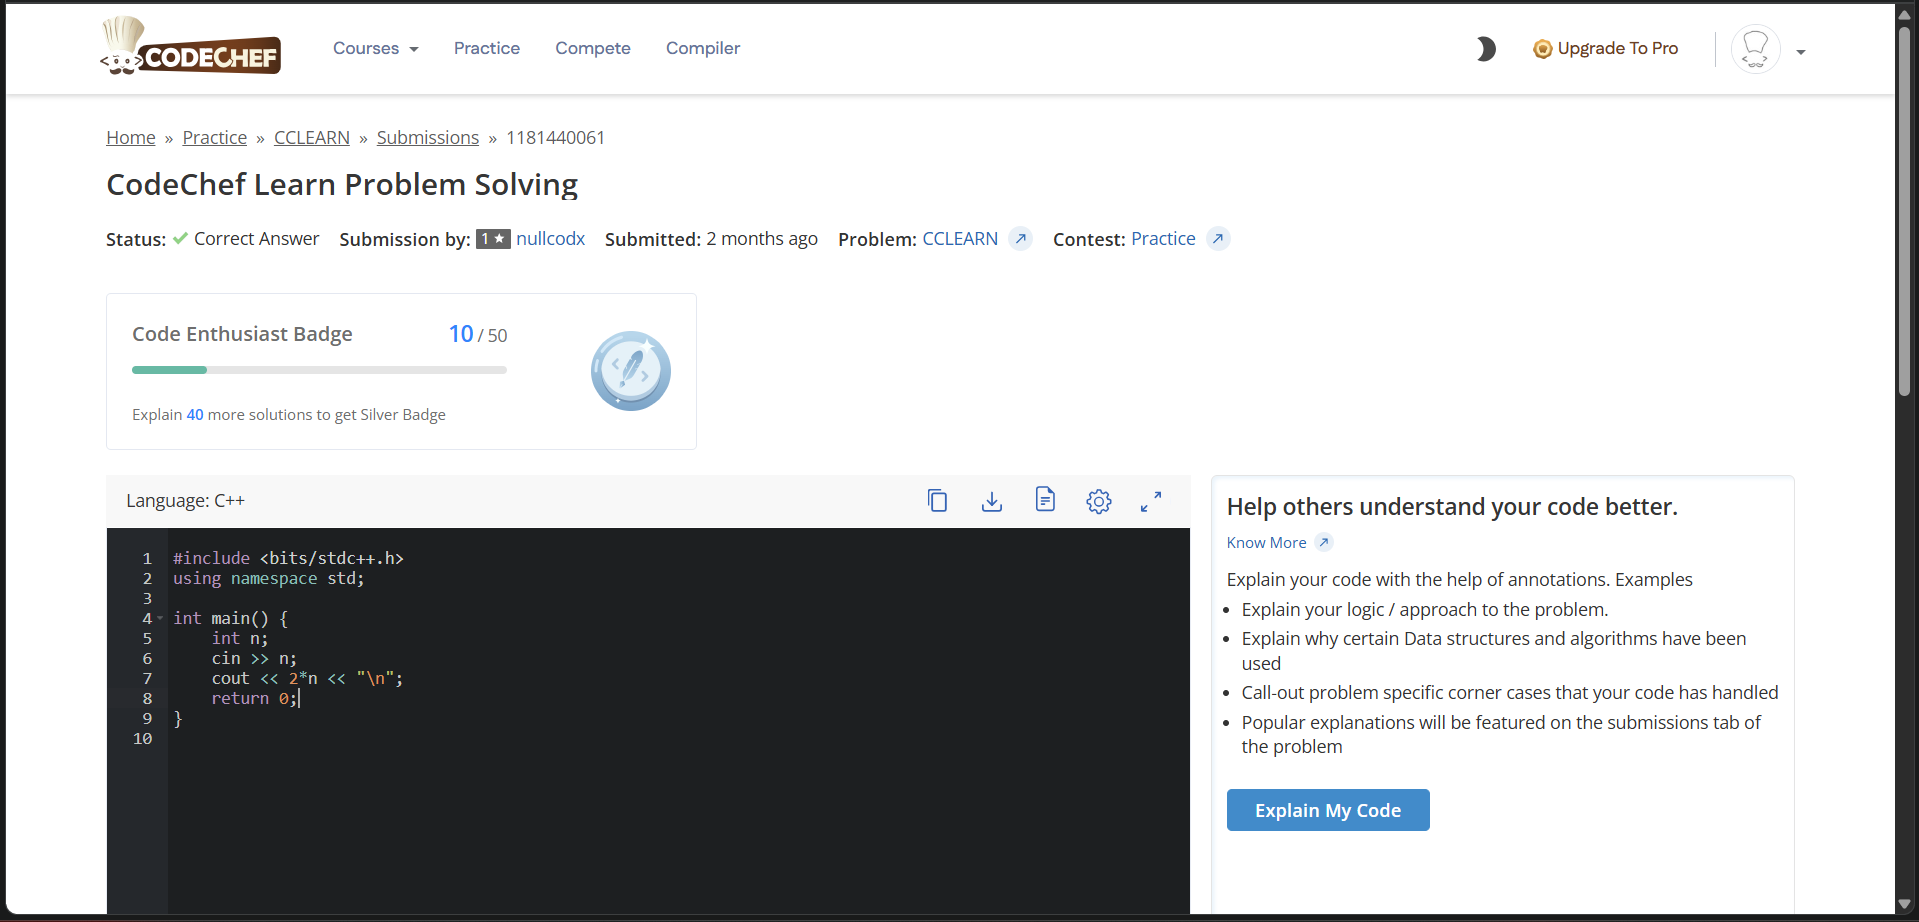 CODECHEF
Courses Practice Compete Compiler Upgrade To Pro
Home » Practice » CCLEARN » Submissions » 1181440061
CodeChef Learn Problem Solving
Status: Correct Answer Submission by: 1★ nullcodx Submitted: 2 months ago Problem: CCLEARN Contest: Practice
Code Enthusiast Badge 10 / 50
Explain 40 more solutions to get Silver Badge
Language: C++
1 #include <bits/stdc++.h>
2 using namespace std;
3
4 int main() {
5     int n;
6     cin >> n;
7     cout << 2*n << "\n";
8     return 0;
9 }
10
Help others understand your code better.
Know More
Explain your code with the help of annotations. Examples
• Explain your logic / approach to the problem.
• Explain why certain Data structures and algorithms have been
used
• Call-out problem specific corner cases that your code has handled
• Popular explanations will be featured on the submissions tab of
the problem
Explain My Code